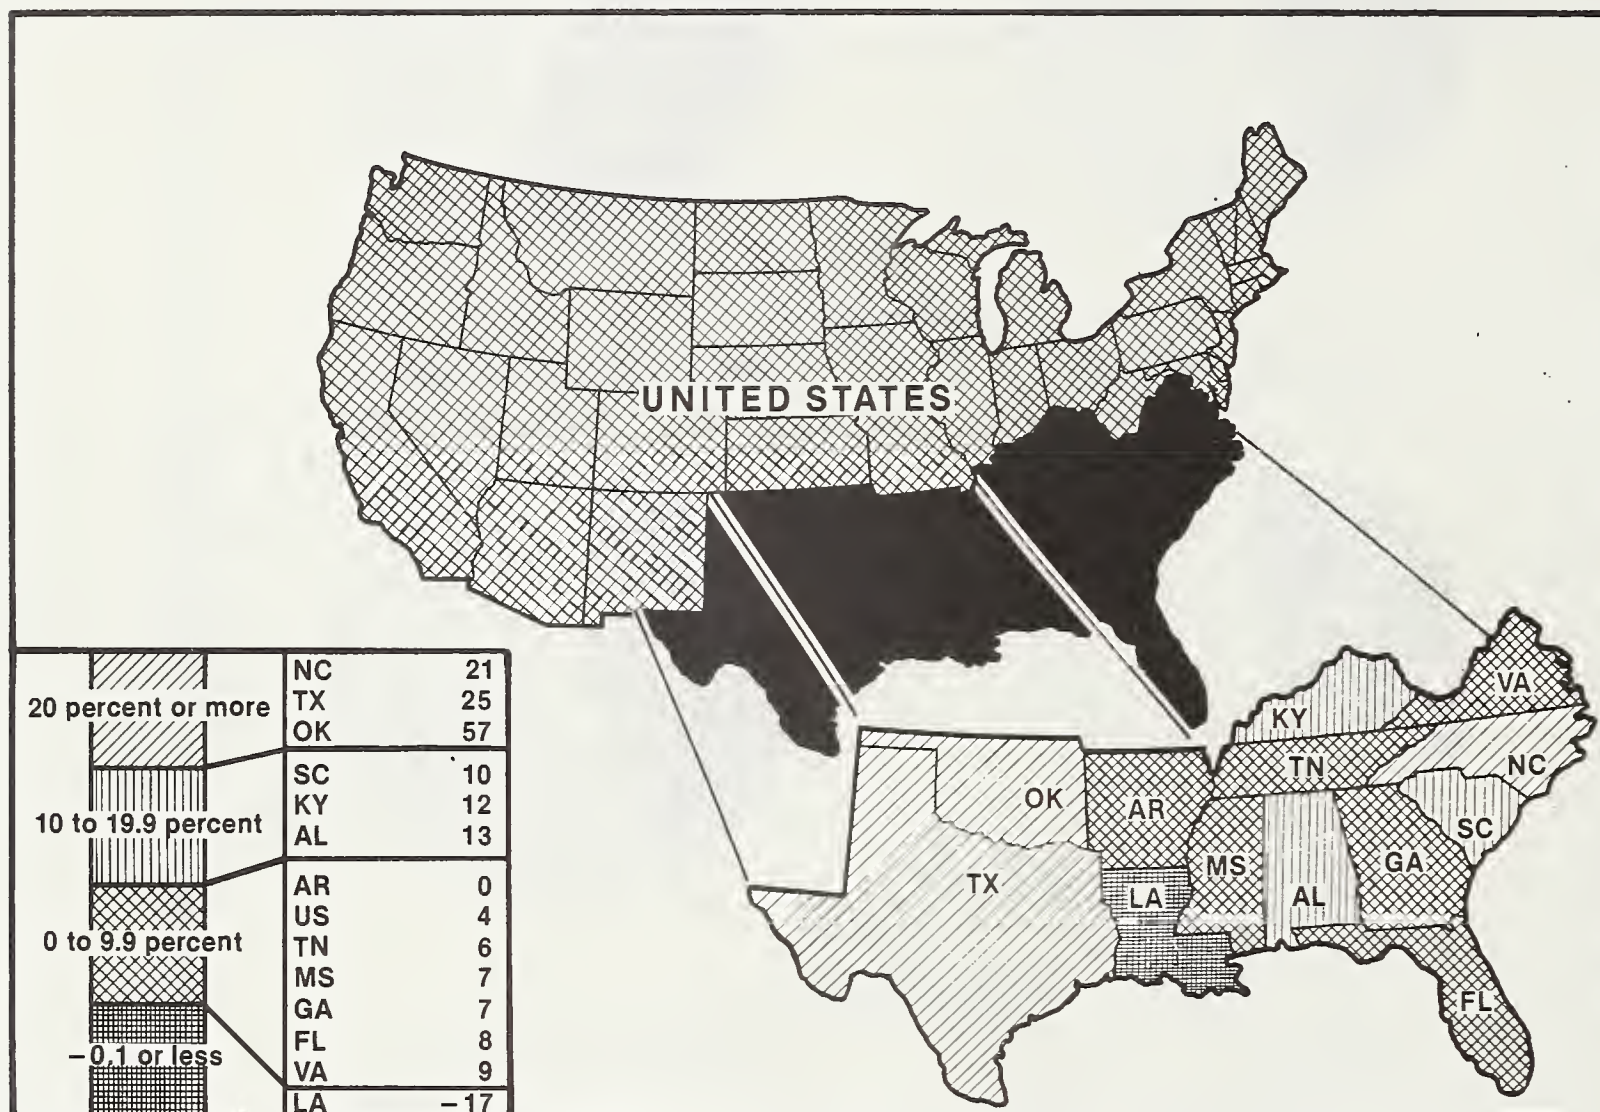 UNITED STATES
NC 21
20 percent or more
TX 25
OK 57
SC 10
KY 12
10 to 19.9 percent
AL 13
AR 0
US 4
0 to 9.9 percent
TN 6
MS 7
GA 7
FL 8
-0.1 or less
VA 9
LA -17
VA
KY
NC
TN
OK
AR
SC
MS
GA
TX
LA
AL
FL